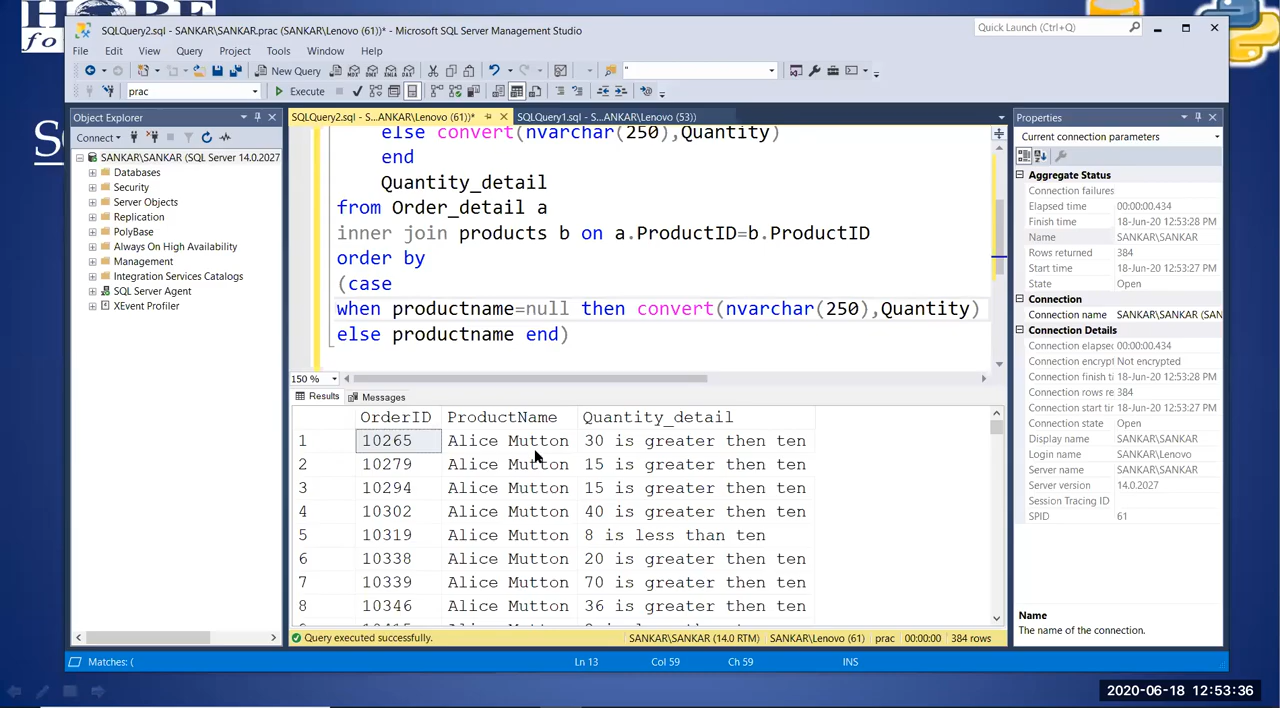 SQLQuery2.sql - SANKAR\SANKAR.prac (SANKAR\Lenovo (61))* - Microsoft SQL Server Management Studio
Quick Launch (Ctrl+Q)
File Edit View Query Project Tools Window Help
New Query
prac
Execute
Object Explorer
Connect
SANKAR\SANKAR (SQL Server 14.0.2027
Databases
Security
Server Objects
Replication
PolyBase
Always On High Availability
Management
Integration Services Catalogs
SQL Server Agent
XEvent Profiler
SQLQuery2.sql - S...ANKAR\Lenovo (61))*
SQLQuery1.sql - S...ANKAR\Lenovo (53))
else convert(nvarchar(250),Quantity)
end
Quantity_detail
from Order_detail a
inner join products b on a.ProductID=b.ProductID
order by
(case
when productname=null then convert(nvarchar(250),Quantity)
else productname end)
150 %
Results Messages
OrderID ProductName Quantity_detail
1 10265 Alice Mutton 30 is greater then ten
2 10279 Alice Mutton 15 is greater then ten
3 10294 Alice Mutton 15 is greater then ten
4 10302 Alice Mutton 40 is greater then ten
5 10319 Alice Mutton 8 is less than ten
6 10338 Alice Mutton 20 is greater then ten
7 10339 Alice Mutton 70 is greater then ten
8 10346 Alice Mutton 36 is greater then ten
Query executed successfully.
SANKAR\SANKAR (14.0 RTM) SANKAR\Lenovo (61) prac 00:00:00 384 rows
Properties
Current connection parameters
Aggregate Status
Connection failures
Elapsed time 00:00:00.434
Finish time 18-Jun-20 12:53:28 PM
Name SANKAR\SANKAR
Rows returned 384
Start time 18-Jun-20 12:53:27 PM
State Open
Connection
Connection name SANKAR\SANKAR (SAN
Connection Details
Connection elapsed 00:00:00.434
Connection encrypt Not encrypted
Connection finish ti 18-Jun-20 12:53:28 PM
Connection rows re 384
Connection start tir 18-Jun-20 12:53:27 PM
Connection state Open
Display name SANKAR\SANKAR
Login name SANKAR\Lenovo
Server name SANKAR\SANKAR
Server version 14.0.2027
Session Tracing ID
SPID 61
Name
The name of the connection.
Matches: (
Ln 13 Col 59 Ch 59 INS
2020-06-18 12:53:36